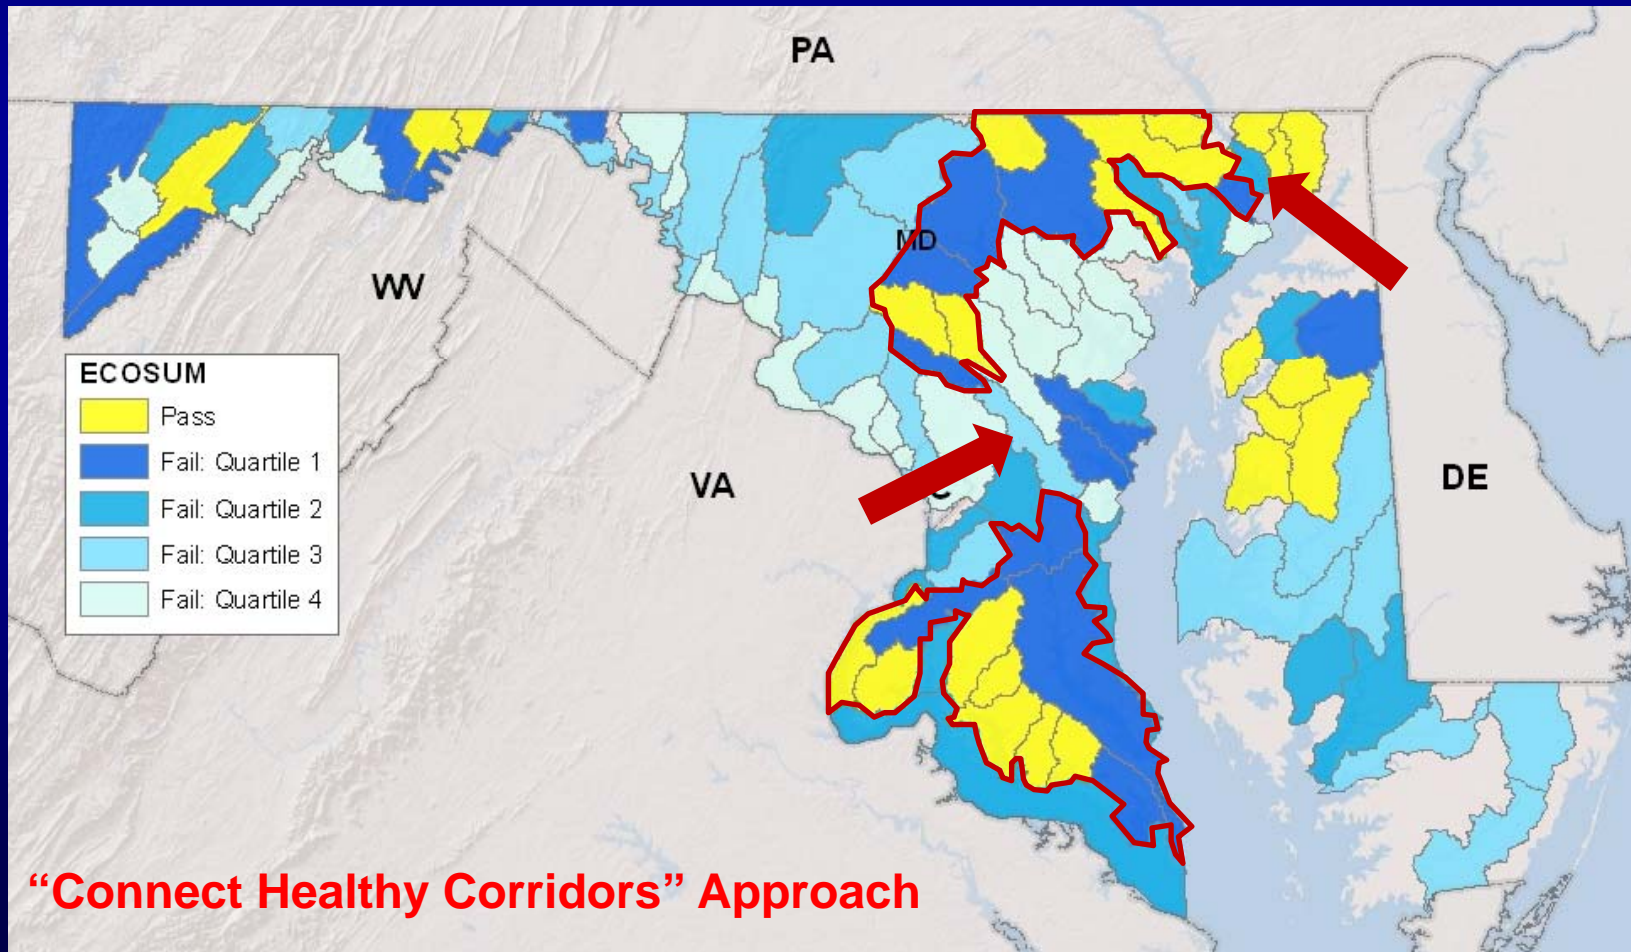 PA
MD
WV
ECOSUM
Pass
Fail: Quartile 1
Fail: Quartile 2
Fail: Quartile 3
Fail: Quartile 4
VA
DE
“Connect Healthy Corridors” Approach